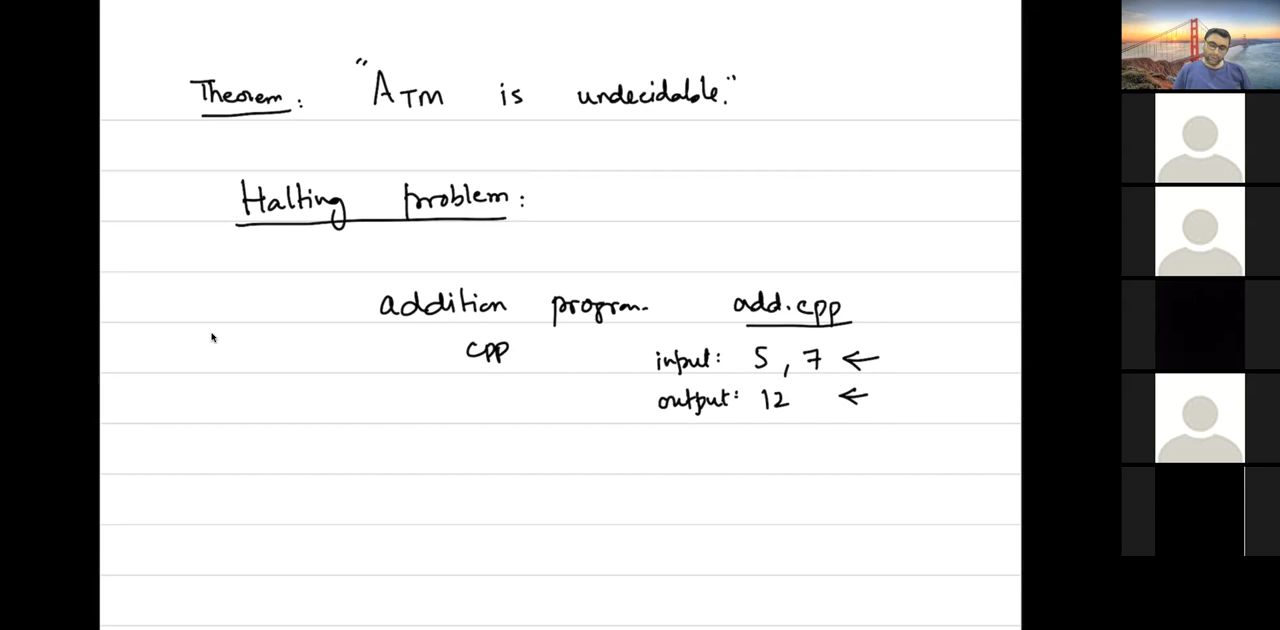 Theorem: "ATM is undecidable."
Halting problem:
addition program add.cpp
cpp input: 5, 7 ←
output: 12 ←